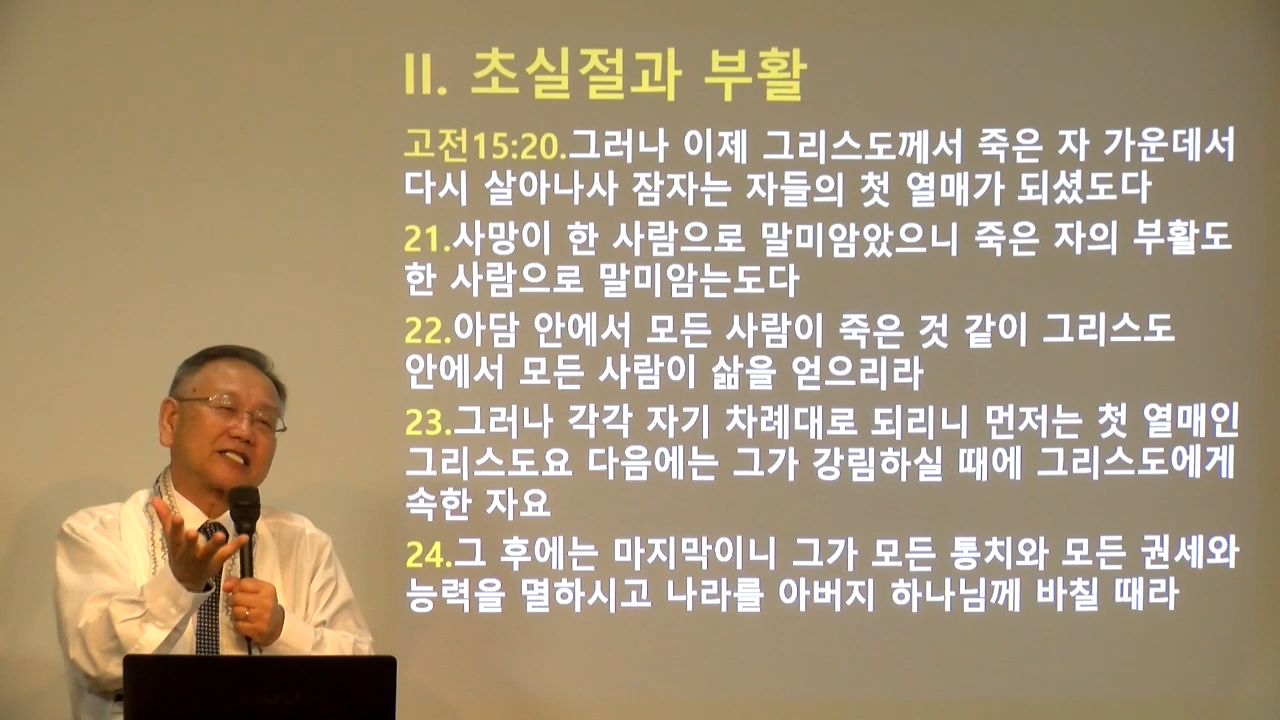 II. 초실절과 부활
고전15:20.그러나 이제 그리스도께서 죽은 자 가운데서
다시 살아나사 잠자는 자들의 첫 열매가 되셨도다
21.사망이 한 사람으로 말미암았으니 죽은 자의 부활도
한 사람으로 말미암는도다
22.아담 안에서 모든 사람이 죽은 것 같이 그리스도
안에서 모든 사람이 삶을 얻으리라
23.그러나 각각 자기 차례대로 되리니 먼저는 첫 열매인
그리스도요 다음에는 그가 강림하실 때에 그리스도에게
속한 자요
24.그 후에는 마지막이니 그가 모든 통치와 모든 권세와
능력을 멸하시고 나라를 아버지 하나님께 바칠 때라